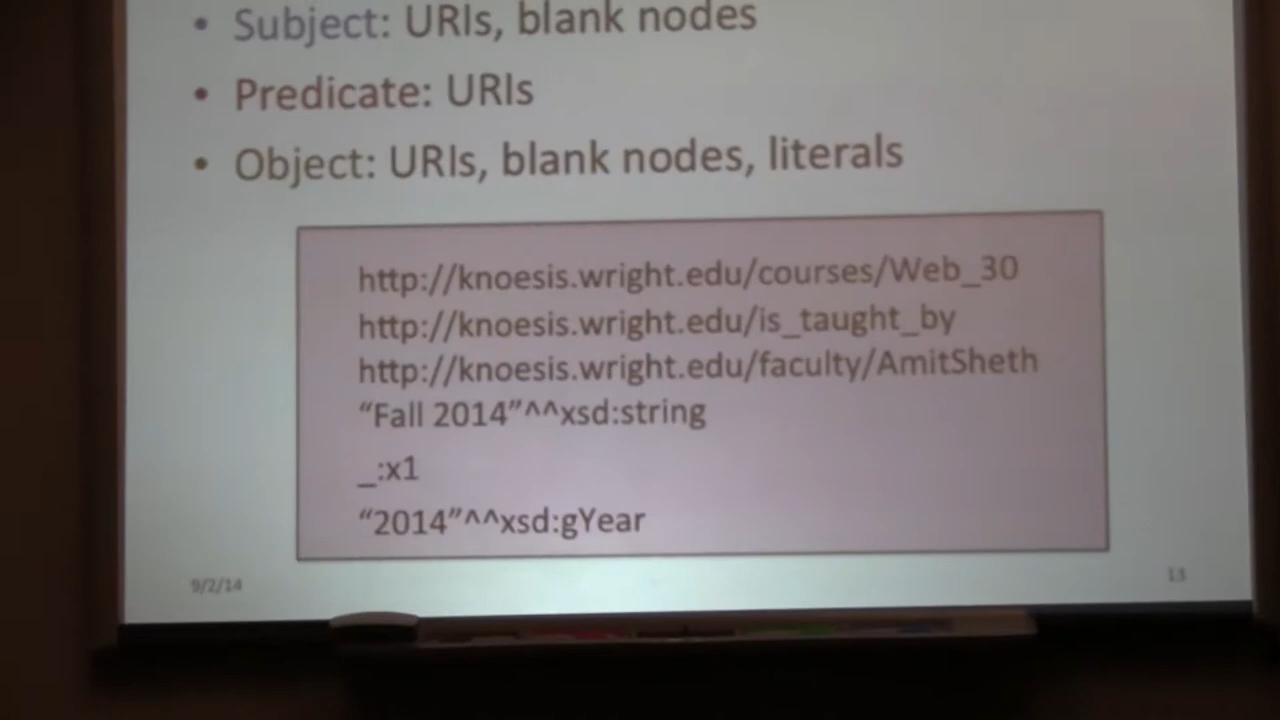 • Subject: URIs, blank nodes
• Predicate: URIs
• Object: URIs, blank nodes, literals
http://knoesis.wright.edu/courses/Web_30
http://knoesis.wright.edu/is_taught_by
http://knoesis.wright.edu/faculty/AmitSheth
“Fall 2014”^^xsd:string
_:x1
“2014”^^xsd:gYear
9/2/14
13